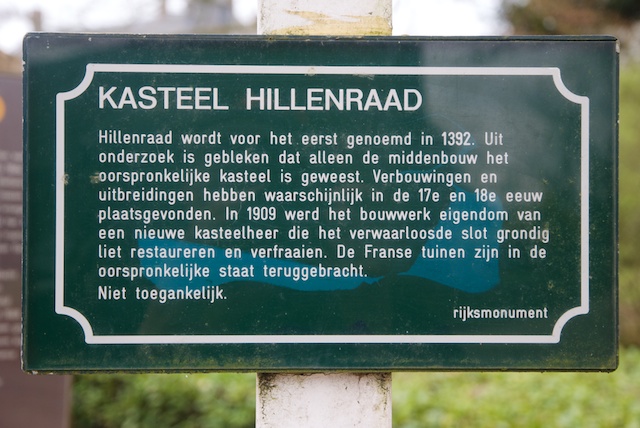 KASTEEL HILLENRAAD
Hillenraad wordt voor het eerst genoemd in 1392. Uit
onderzoek is gebleken dat alleen de middenbouw het
oorspronkelijke kasteel is geweest. Verbouwingen en
uitbreidingen hebben waarschijnlijk in de 17e en 18e eeuw
plaatsgevonden. In 1909 werd het bouwwerk eigendom van
een nieuwe kasteelheer die het verwaarloosde slot grondig
liet restaureren en verfraaien. De Franse tuinen zijn in de
oorspronkelijke staat teruggebracht.
Niet toegankelijk.
rijksmonument